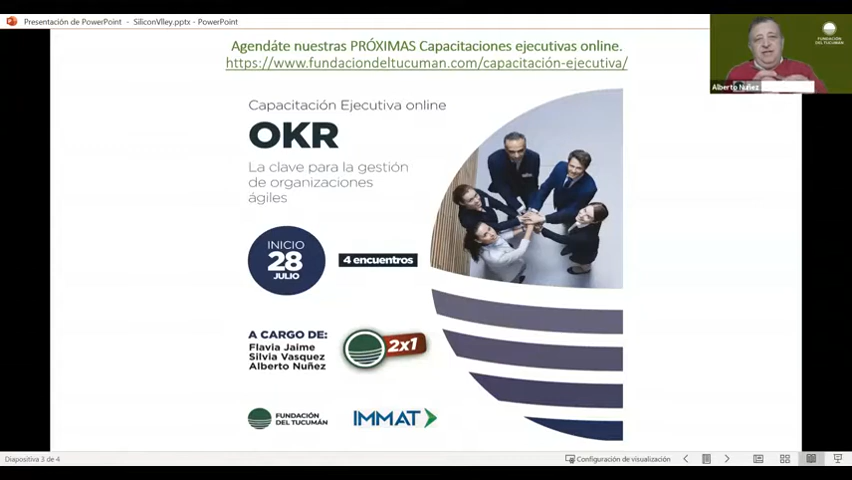 Presentación de PowerPoint - SiliconVlley.pptx - PowerPoint
Agendáte nuestras PRÓXIMAS Capacitaciones ejecutivas online.
https://www.fundaciondeltucuman.com/capacitación-ejecutiva/
FUNDACIÓN
DEL TUCUMÁN
Alberto Nuñez
Capacitación Ejecutiva online
OKR
La clave para la gestión
de organizaciones
ágiles
INICIO
28
JULIO
4 encuentros
A CARGO DE:
Flavia Jaime
Silvia Vasquez
Alberto Nuñez
2x1
FUNDACIÓN
DEL TUCUMÁN
IMMAT
Diapositiva 3 de 4
Configuración de visualización